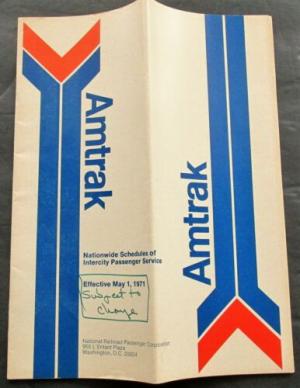 Amtrak
Nationwide Schedules of
Intercity Passenger Service
Effective May 1, 1971
Subject to
change
National Railroad Passenger Corporation
955 L'Enfant Plaza
Washington, D.C. 20024
Amtrak